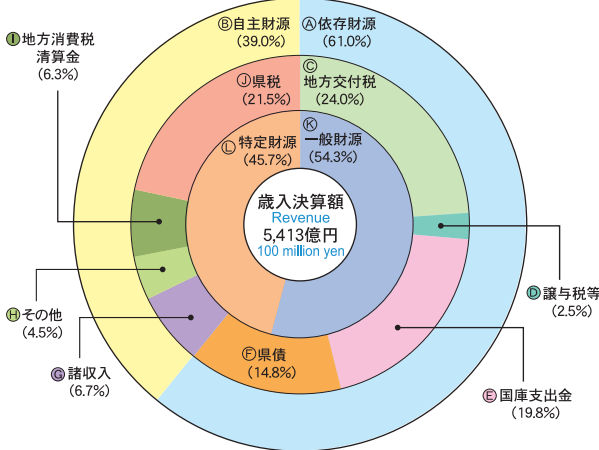 Ⓑ自主財源
(39.0%)
Ⓐ依存財源
(61.0%)
Ⓘ地方消費税
清算金
(6.3%)
Ⓙ県税
(21.5%)
Ⓒ
地方交付税
(24.0%)
Ⓛ特定財源
(45.7%)
Ⓚ
一般財源
(54.3%)
歳入決算額
Revenue
5,413億円
100 million yen
Ⓓ譲与税等
(2.5%)
Ⓗその他
(4.5%)
Ⓕ県債
(14.8%)
Ⓖ諸収入
(6.7%)
Ⓔ国庫支出金
(19.8%)